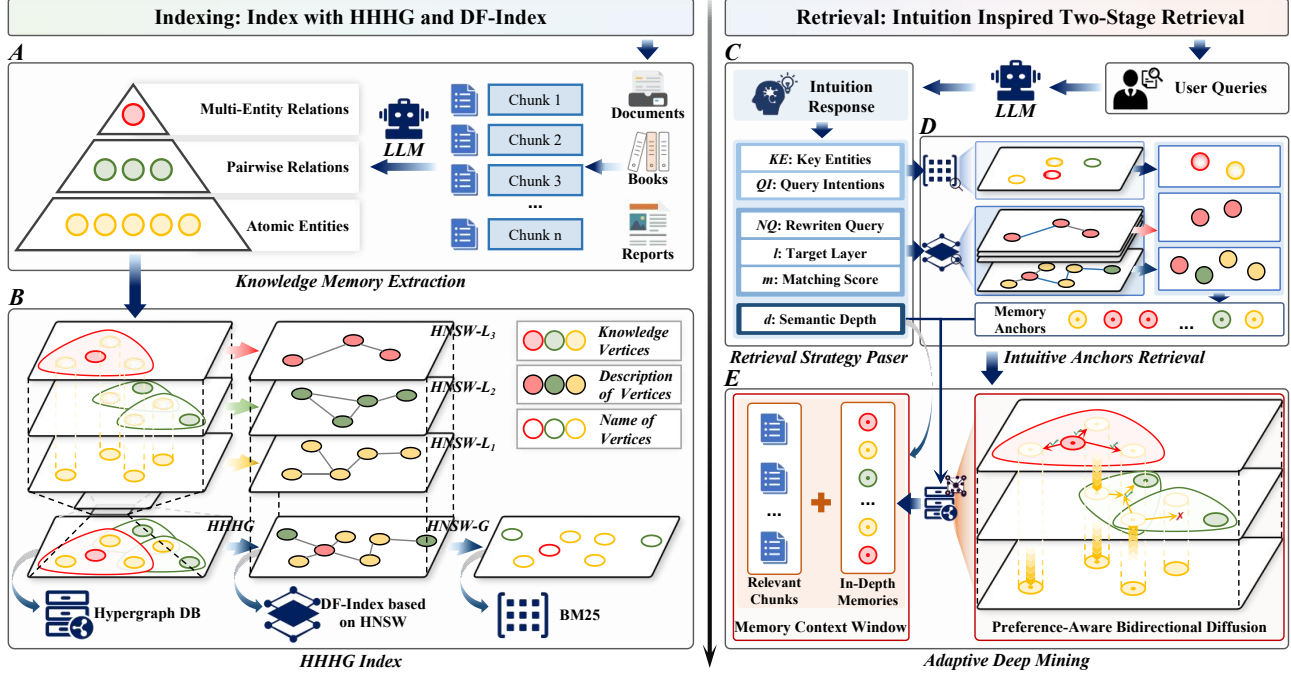 Indexing: Index with HHHG and DF-Index
A
Multi-Entity Relations
Pairwise Relations
Atomic Entities
LLM
Chunk 1
Chunk 2
Chunk 3
...
Chunk n
Documents
Books
Reports
Knowledge Memory Extraction
B
HNSW-L3
HNSW-L2
HNSW-L1
Knowledge
Vertices
Description
of Vertices
Name of
Vertices
HHHG
HNSW-G
Hypergraph DB
DF-Index based
on HNSW
BM25
HHHG Index
Retrieval: Intuition Inspired Two-Stage Retrieval
C
Intuition
Response
LLM
User Queries
KE: Key Entities
QI: Query Intentions
NQ: Rewriten Query
l: Target Layer
m: Matching Score
d: Semantic Depth
Retrieval Strategy Paser
D
Memory
Anchors
...
Intuitive Anchors Retrieval
E
...
...
Relevant
Chunks
In-Depth
Memories
Memory Context Window
Preference-Aware Bidirectional Diffusion
Adaptive Deep Mining